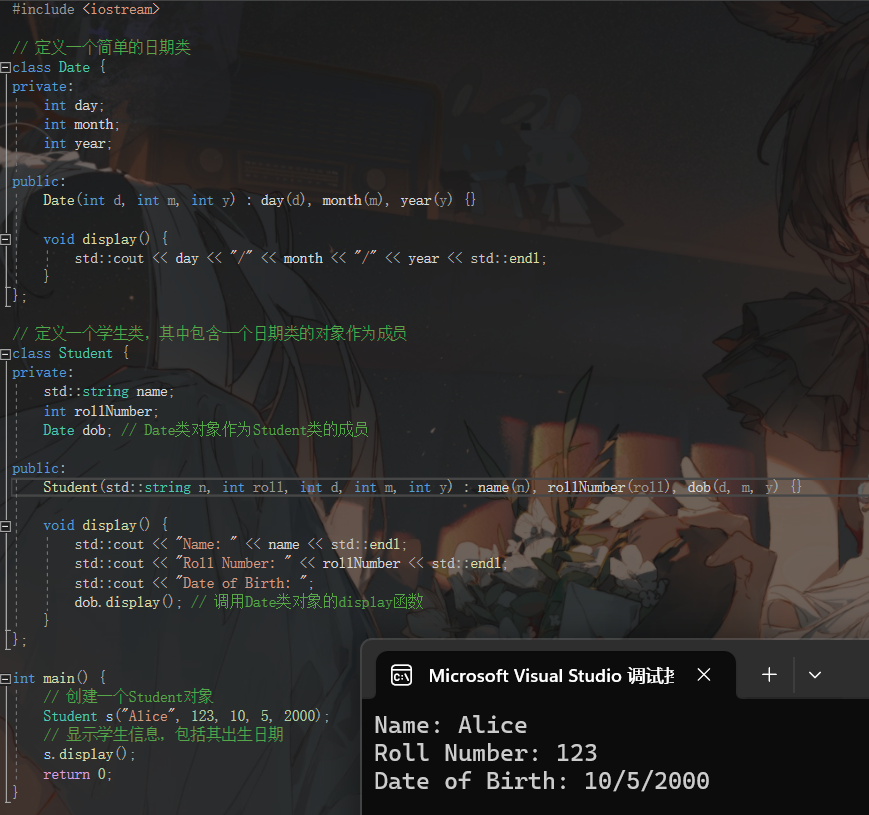 #include <iostream>
// 定义一个简单的日期类
class Date {
private:
    int day;
    int month;
    int year;
public:
    Date(int d, int m, int y) : day(d), month(m), year(y) {}
    void display() {
        std::cout << day << "/" << month << "/" << year << std::endl;
    }
};
// 定义一个学生类，其中包含一个日期类的对象作为成员
class Student {
private:
    std::string name;
    int rollNumber;
    Date dob; // Date类对象作为Student类的成员
public:
    Student(std::string n, int roll, int d, int m, int y) : name(n), rollNumber(roll), dob(d, m, y) {}
    void display() {
        std::cout << "Name: " << name << std::endl;
        std::cout << "Roll Number: " << rollNumber << std::endl;
        std::cout << "Date of Birth: ";
        dob.display(); // 调用Date类对象的display函数
    }
};
int main() {
    // 创建一个Student对象
    Student s("Alice", 123, 10, 5, 2000);
    // 显示学生信息，包括其出生日期
    s.display();
    return 0;
}
Microsoft Visual Studio 调试
Name: Alice
Roll Number: 123
Date of Birth: 10/5/2000